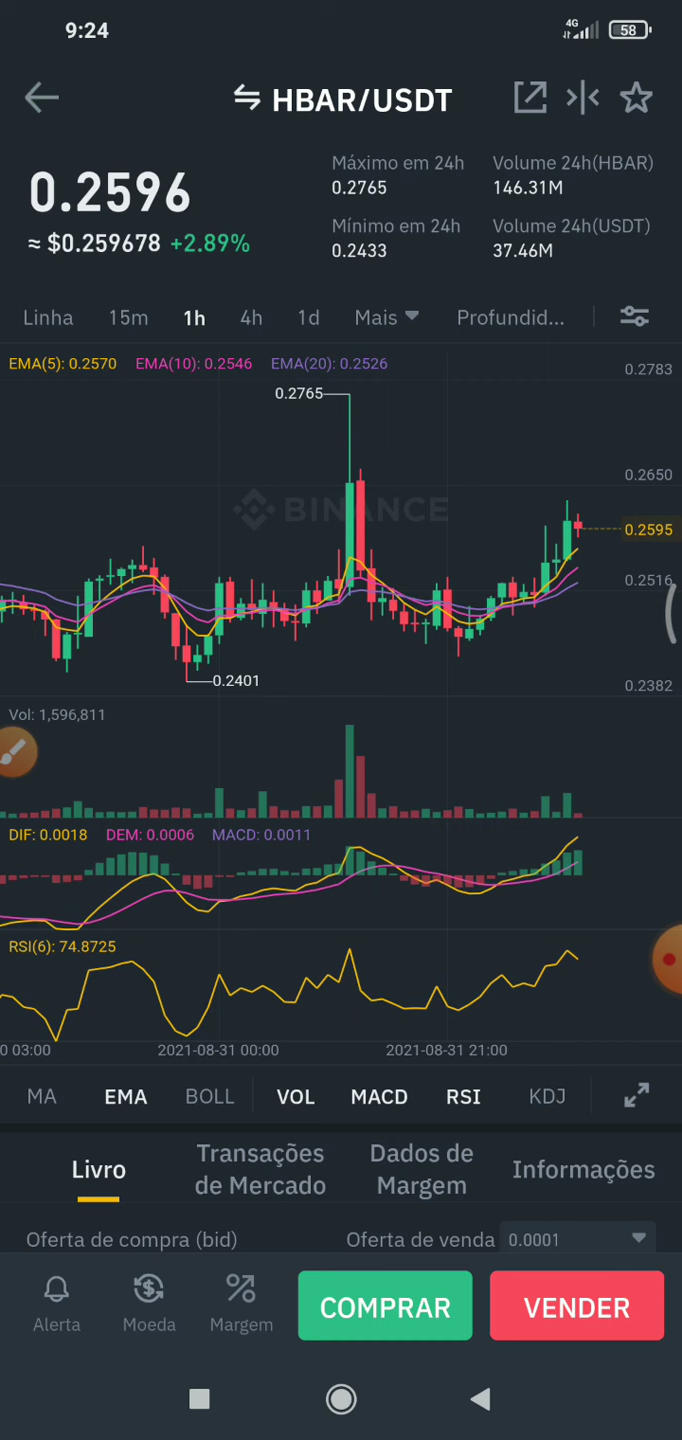 9:24
4G
58
HBAR/USDT
0.2596
≈ $0.259678 +2.89%
Máximo em 24h
0.2765
Volume 24h(HBAR)
146.31M
Mínimo em 24h
0.2433
Volume 24h(USDT)
37.46M
Linha 15m 1h 4h 1d Mais Profundid...
EMA(5): 0.2570 EMA(10): 0.2546 EMA(20): 0.2526
0.2783
0.2765
0.2650
BINANCE
0.2595
0.2516
0.2401
0.2382
Vol: 1,596,811
DIF: 0.0018 DEM: 0.0006 MACD: 0.0011
RSI(6): 74.8725
0 03:00 2021-08-31 00:00 2021-08-31 21:00
MA EMA BOLL VOL MACD RSI KDJ
Livro
Transações
de Mercado
Dados de
Margem
Informações
Oferta de compra (bid) Oferta de venda 0.0001
Alerta
Moeda
Margem
COMPRAR
VENDER